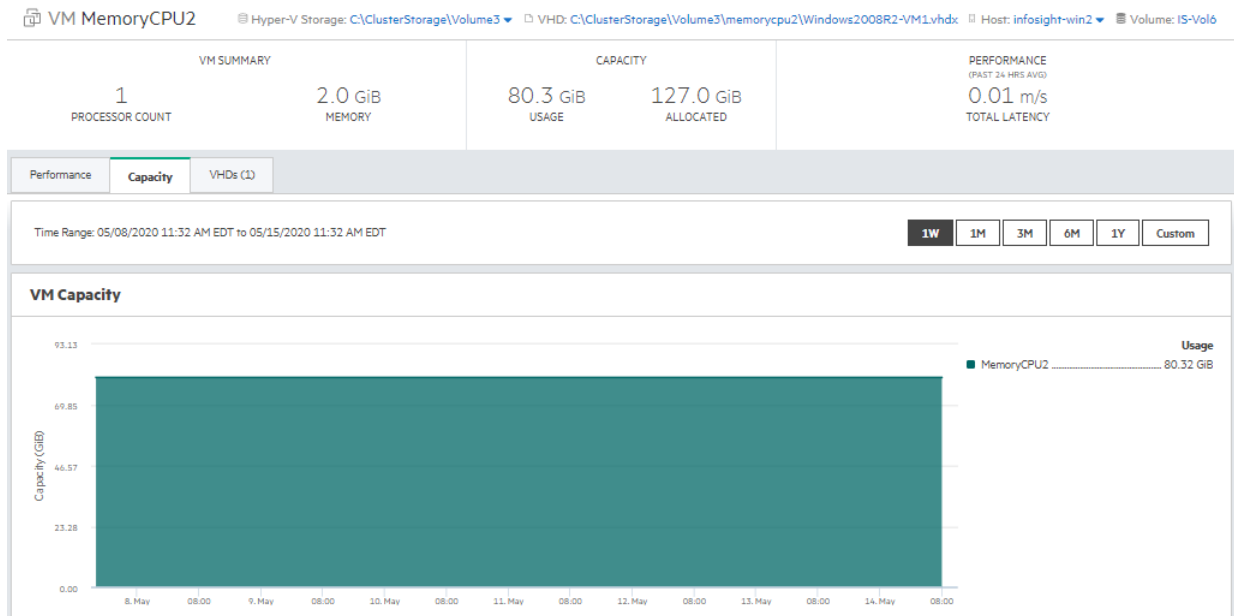 VM MemoryCPU2 Hyper-V Storage: C:\ClusterStorage\Volume3 VHD: C:\ClusterStorage\Volume3\memorycpu2\Windows2008R2-VM1.vhdx Host: infosight-win2 Volume: IS-Vol6
VM SUMMARY CAPACITY PERFORMANCE
(PAST 24 HRS AVG)
1 2.0 GiB 80.3 GiB 127.0 GiB 0.01 m/s
PROCESSOR COUNT MEMORY USAGE ALLOCATED TOTAL LATENCY
Performance Capacity VHDs (1)
Time Range: 05/08/2020 11:32 AM EDT to 05/15/2020 11:32 AM EDT 1W 1M 3M 6M 1Y Custom
VM Capacity
93.13
69.85
46.57
23.28
0.00
Capacity (GiB)
Usage
MemoryCPU2 80.32 GiB
8. May 08:00 9. May 08:00 10. May 08:00 11. May 08:00 12. May 08:00 13. May 08:00 14. May 08:00